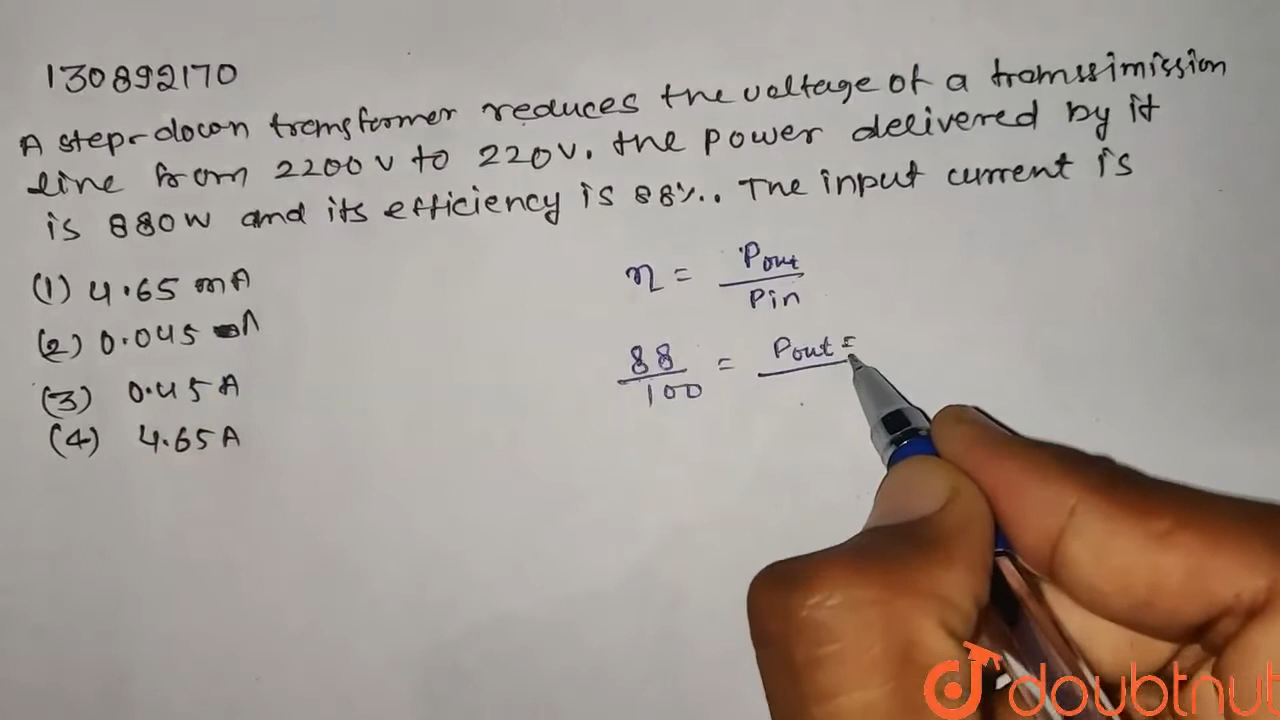 130892170
A step-down transformer reduces the voltage of a transsimission
line from 2200 V to 220V. the power delivered by it
is 880W and its efficiency is 88%. The input current is
(1) 4.65 mA
(2) 0.045 A
(3) 0.45 A
(4) 4.65A
η = Pout
Pin
88 = Pout =
100
doubtnut